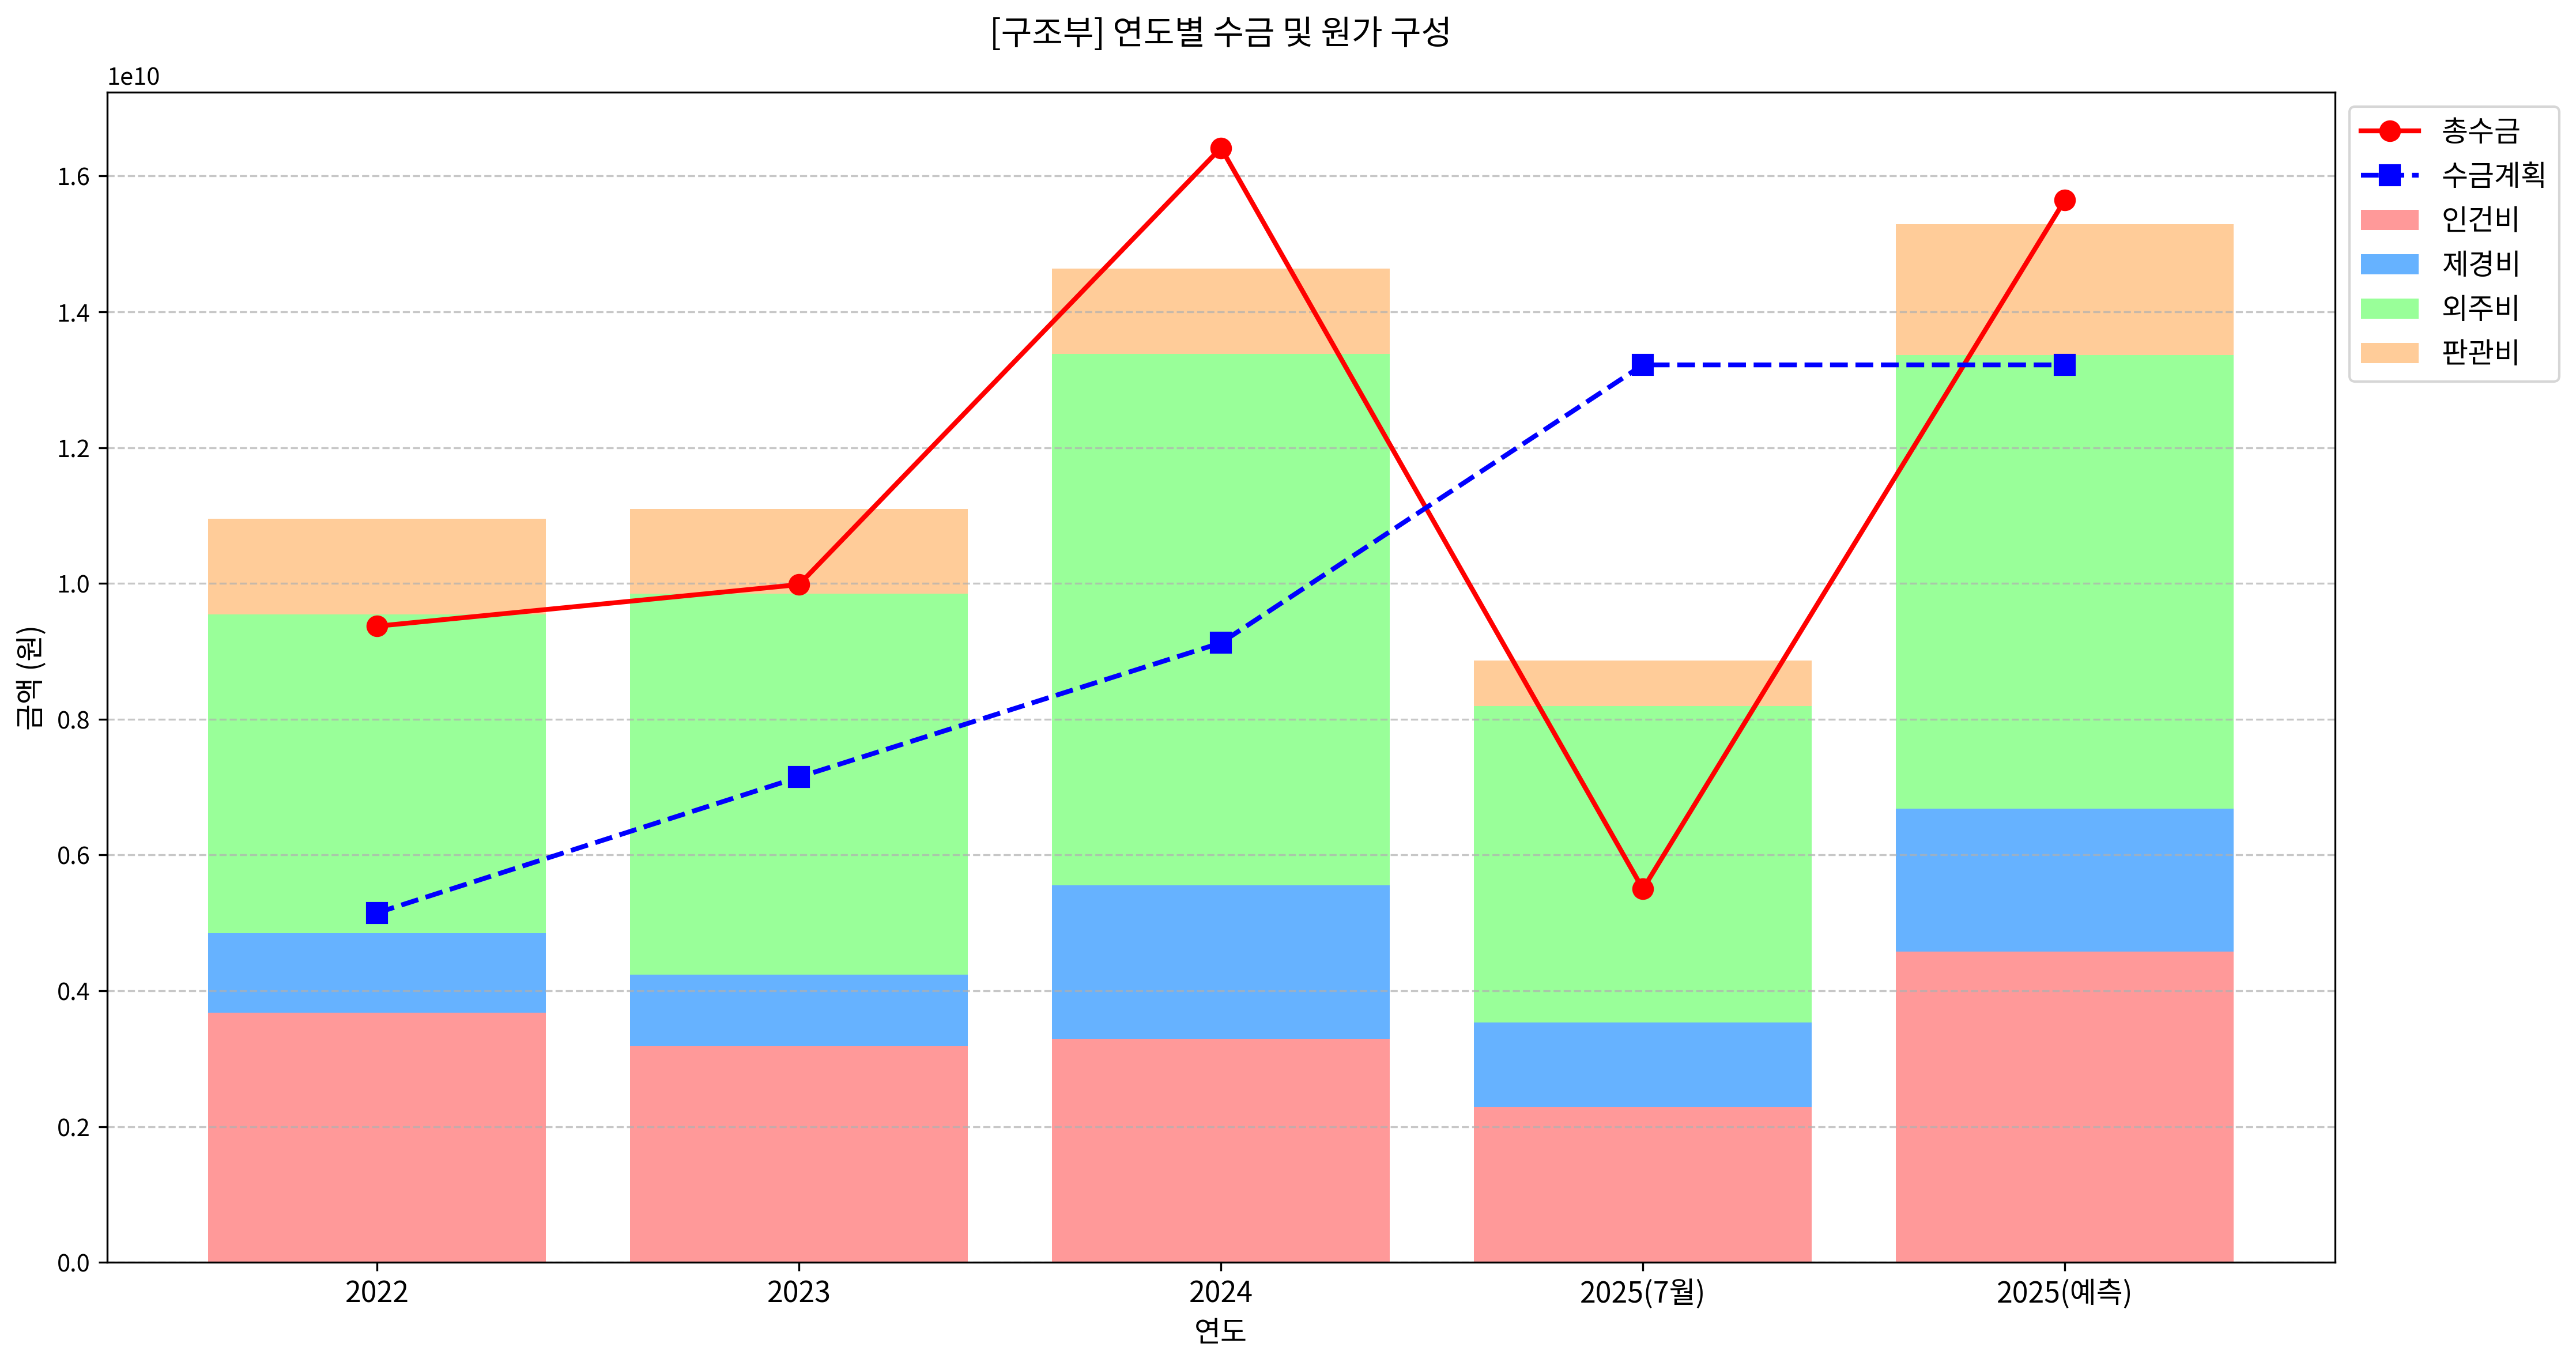 [구조부] 연도별 수금 및 원가 구성
1e10
1.6
1.4
1.2
1.0
0.8
0.6
0.4
0.2
0.0
금액 (원)
2022
2023
2024
2025(7월)
2025(예측)
연도
총수금
수금계획
인건비
제경비
외주비
판관비